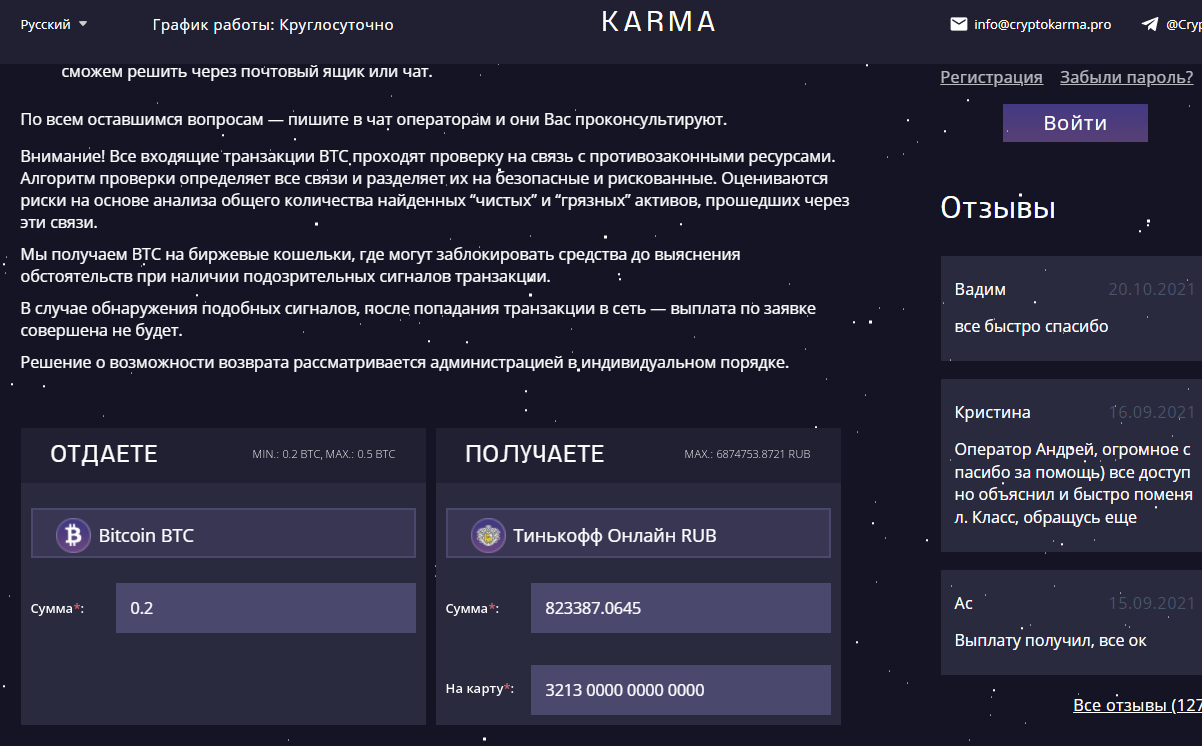 Русский
График работы: Круглосуточно
KARMA
info@cryptokarma.pro
@Cry
сможем решить через почтовый ящик или чат.
По всем оставшимся вопросам — пишите в чат операторам и они Вас проконсультируют.
Внимание! Все входящие транзакции BTC проходят проверку на связь с противозаконными ресурсами.
Алгоритм проверки определяет все связи и разделяет их на безопасные и рискованные. Оцениваются
риски на основе анализа общего количества найденных “чистых” и “грязных” активов, прошедших через
эти связи.
Мы получаем BTC на биржевые кошельки, где могут заблокировать средства до выяснения
обстоятельств при наличии подозрительных сигналов транзакции.
В случае обнаружения подобных сигналов, после попадания транзакции в сеть — выплата по заявке
совершена не будет.
Решение о возможности возврата рассматривается администрацией в индивидуальном порядке.
ОТДАЕТЕ
MIN.: 0.2 BTC, MAX.: 0.5 BTC
Bitcoin BTC
Сумма*:
0.2
ПОЛУЧАЕТЕ
MAX.: 6874753.8721 RUB
Тинькофф Онлайн RUB
Сумма*:
823387.0645
На карту*:
3213 0000 0000 0000
Регистрация
Забыли пароль?
Войти
Отзывы
Вадим
20.10.2021
все быстро спасибо
Кристина
16.09.2021
Оператор Андрей, огромное с
пасибо за помощь) все доступ
но объяснил и быстро поменя
л. Класс, обращусь еще
Ас
15.09.2021
Выплату получил, все ок
Все отзывы (127